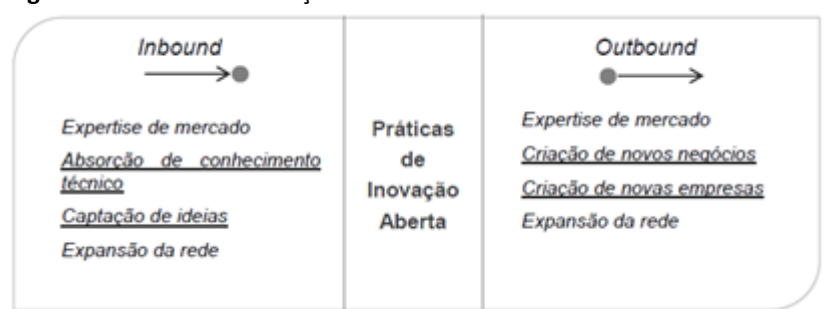 Inbound
Expertise de mercado
Absorção de conhecimento
técnico
Captação de ideias
Expansão da rede
Práticas
de
Inovação
Aberta
Outbound
Expertise de mercado
Criação de novos negócios
Criação de novas empresas
Expansão da rede